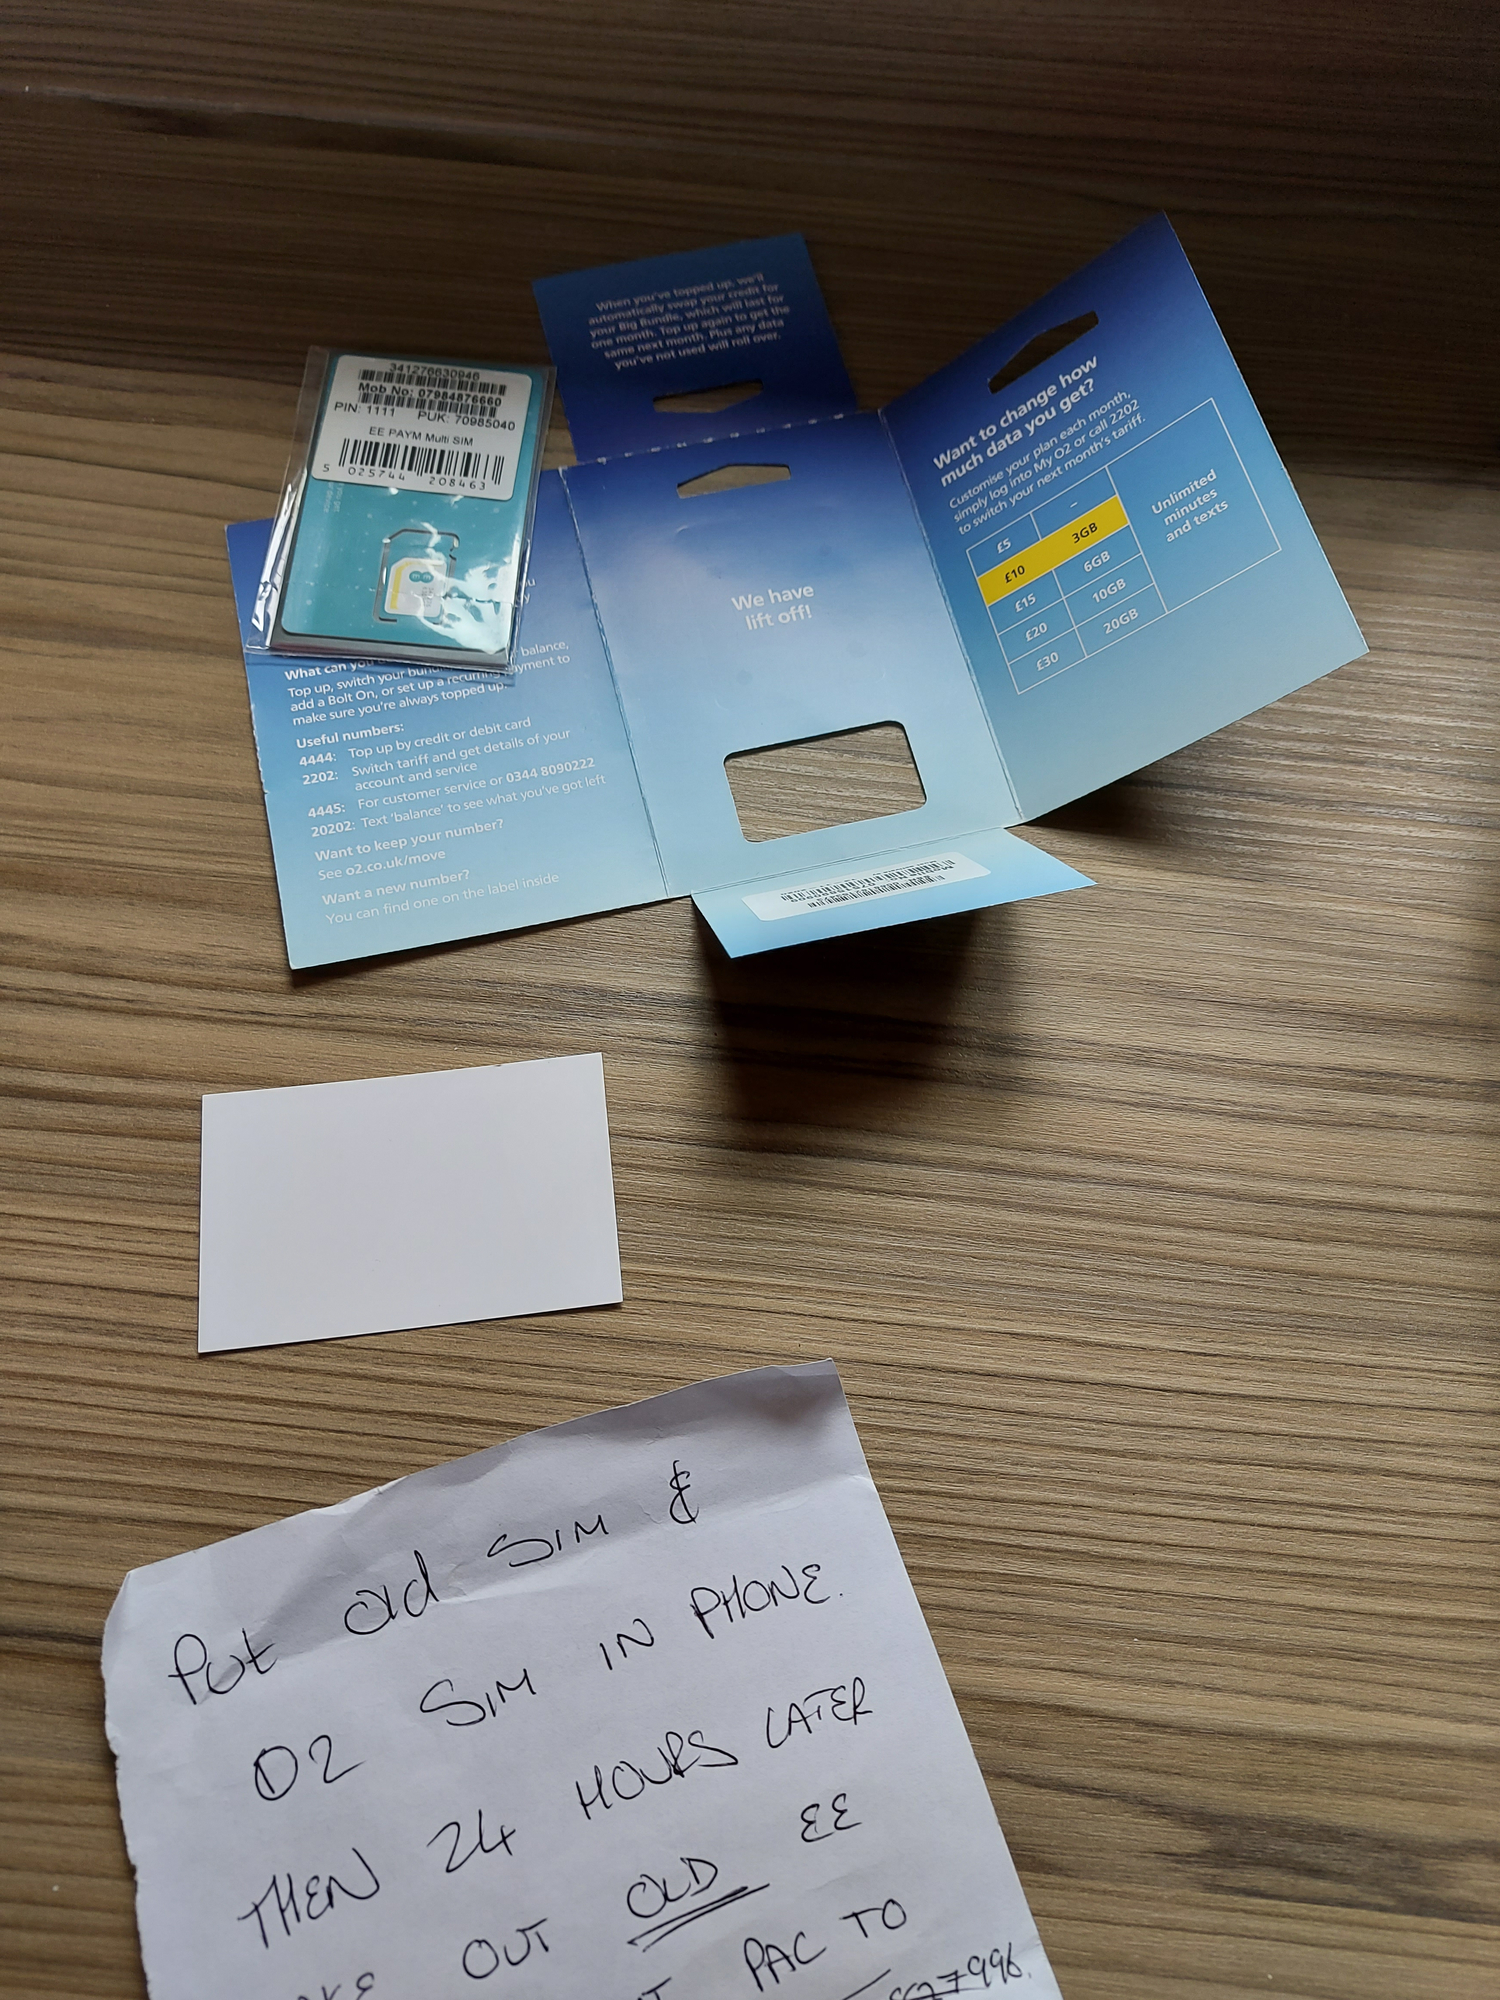 When you've topped up, we'll
automatically swap your credit for
your Big Bundle, which will last for
one month. Top up again to get the
same next month. Plus any data
you've not used will roll over.
341276630946
Mob No: 07984876660
PIN: 1111 PUK: 70985040
EE PAYM Multi SIM
5 025744 208463
What can you
balance,
Top up, switch your
add a Bolt On, or set up a recurring payment to
make sure you're always topped up.
Useful numbers:
4444: Top up by credit or debit card
2202: Switch tariff and get details of your
account and service
4445: For customer service or 0344 8090222
20202: Text 'balance' to see what you've got left
Want to keep your number?
See o2.co.uk/move
Want a new number?
You can find one on the label inside
We have
lift off!
Want to change how
much data you get?
Customise your plan each month,
simply log into My O2 or call 2202
to switch your next month's tariff.
£5 –
£10 3GB
£15 6GB
£20 10GB
£30 20GB
Unlimited
minutes
and texts
Put old SIM &
O2 SIM IN PHONE.
THEN 24 HOURS LATER
OUT OLD EE
PAC TO